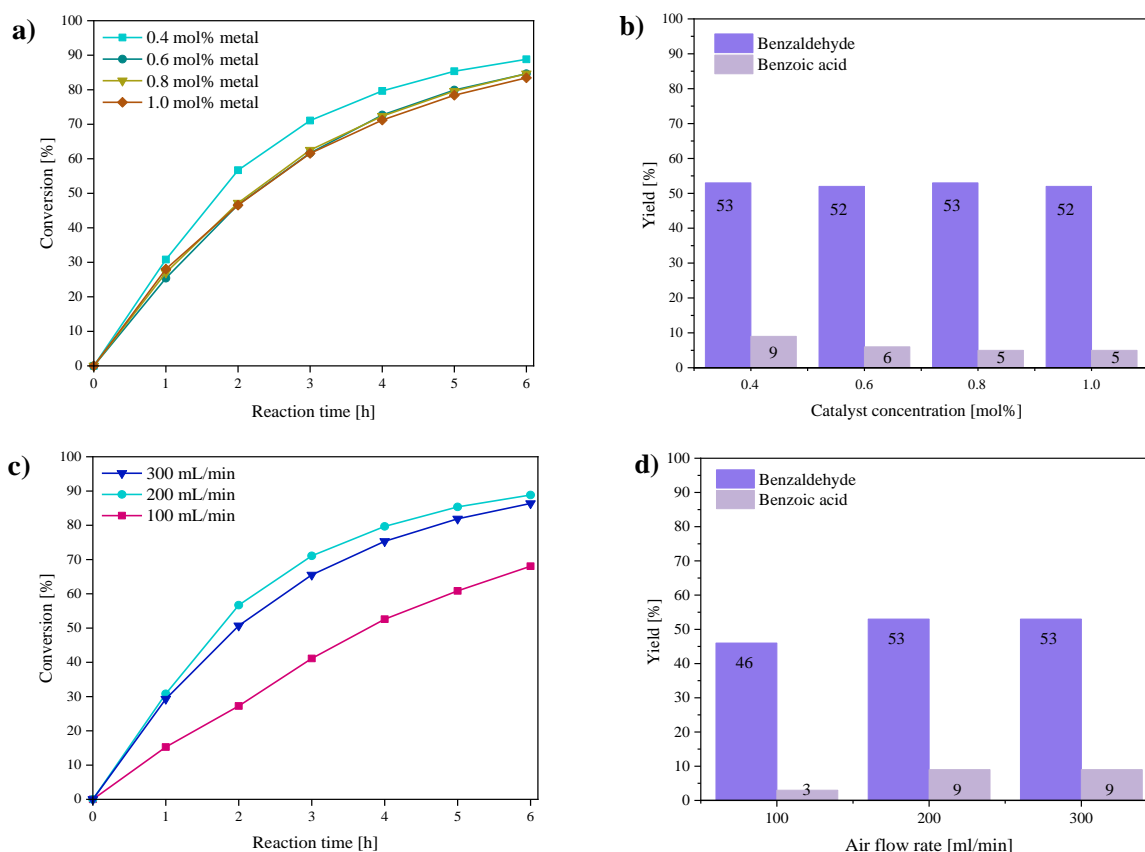 a)
0.4 mol% metal
0.6 mol% metal
0.8 mol% metal
1.0 mol% metal
100
90
80
70
60
50
40
30
20
10
0
Conversion [%]
0 1 2 3 4 5 6
Reaction time [h]
b)
Benzaldehyde
Benzoic acid
100
90
80
70
60
50
40
30
20
10
0
Yield [%]
53 9 52 6 53 5 52 5
0.4 0.6 0.8 1.0
Catalyst concentration [mol%]
c)
300 mL/min
200 mL/min
100 mL/min
100
90
80
70
60
50
40
30
20
10
0
Conversion [%]
0 1 2 3 4 5 6
Reaction time [h]
d)
Benzaldehyde
Benzoic acid
100
90
80
70
60
50
40
30
20
10
0
Yield [%]
46 3 53 9 53 9
100 200 300
Air flow rate [ml/min]